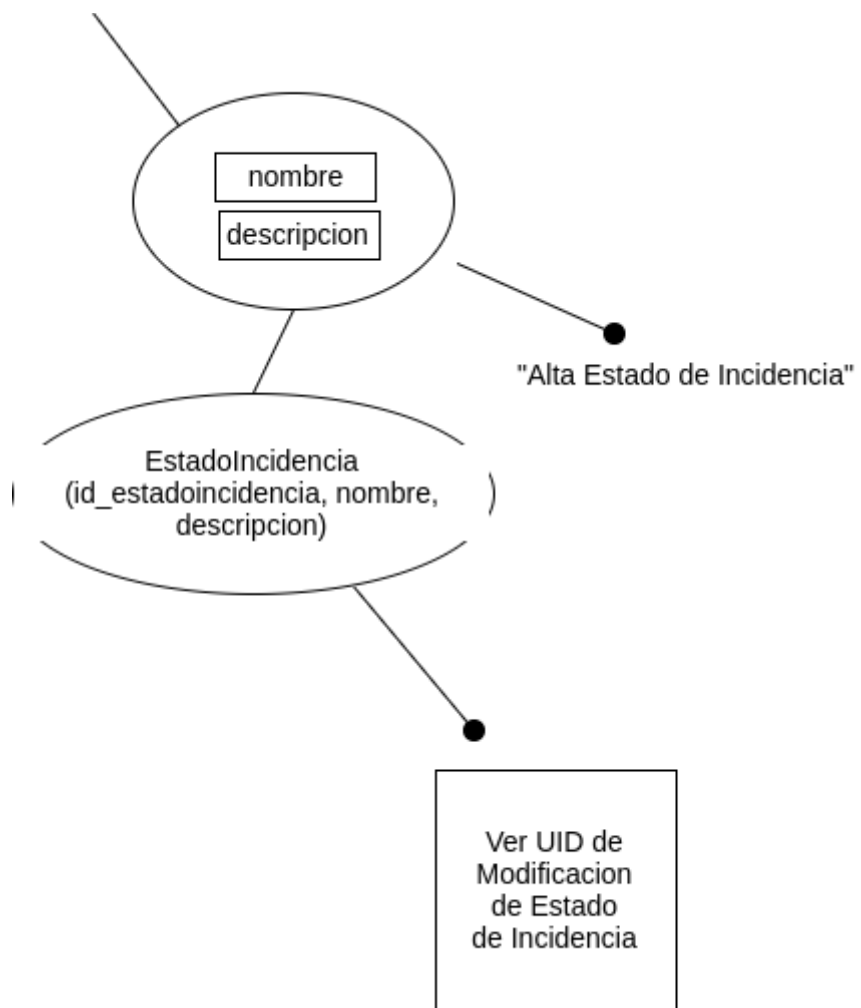 nombre
descripcion
"Alta Estado de Incidencia"
EstadoIncidencia
(id_estadoincidencia, nombre,
descripcion)
Ver UID de
Modificacion
de Estado
de Incidencia